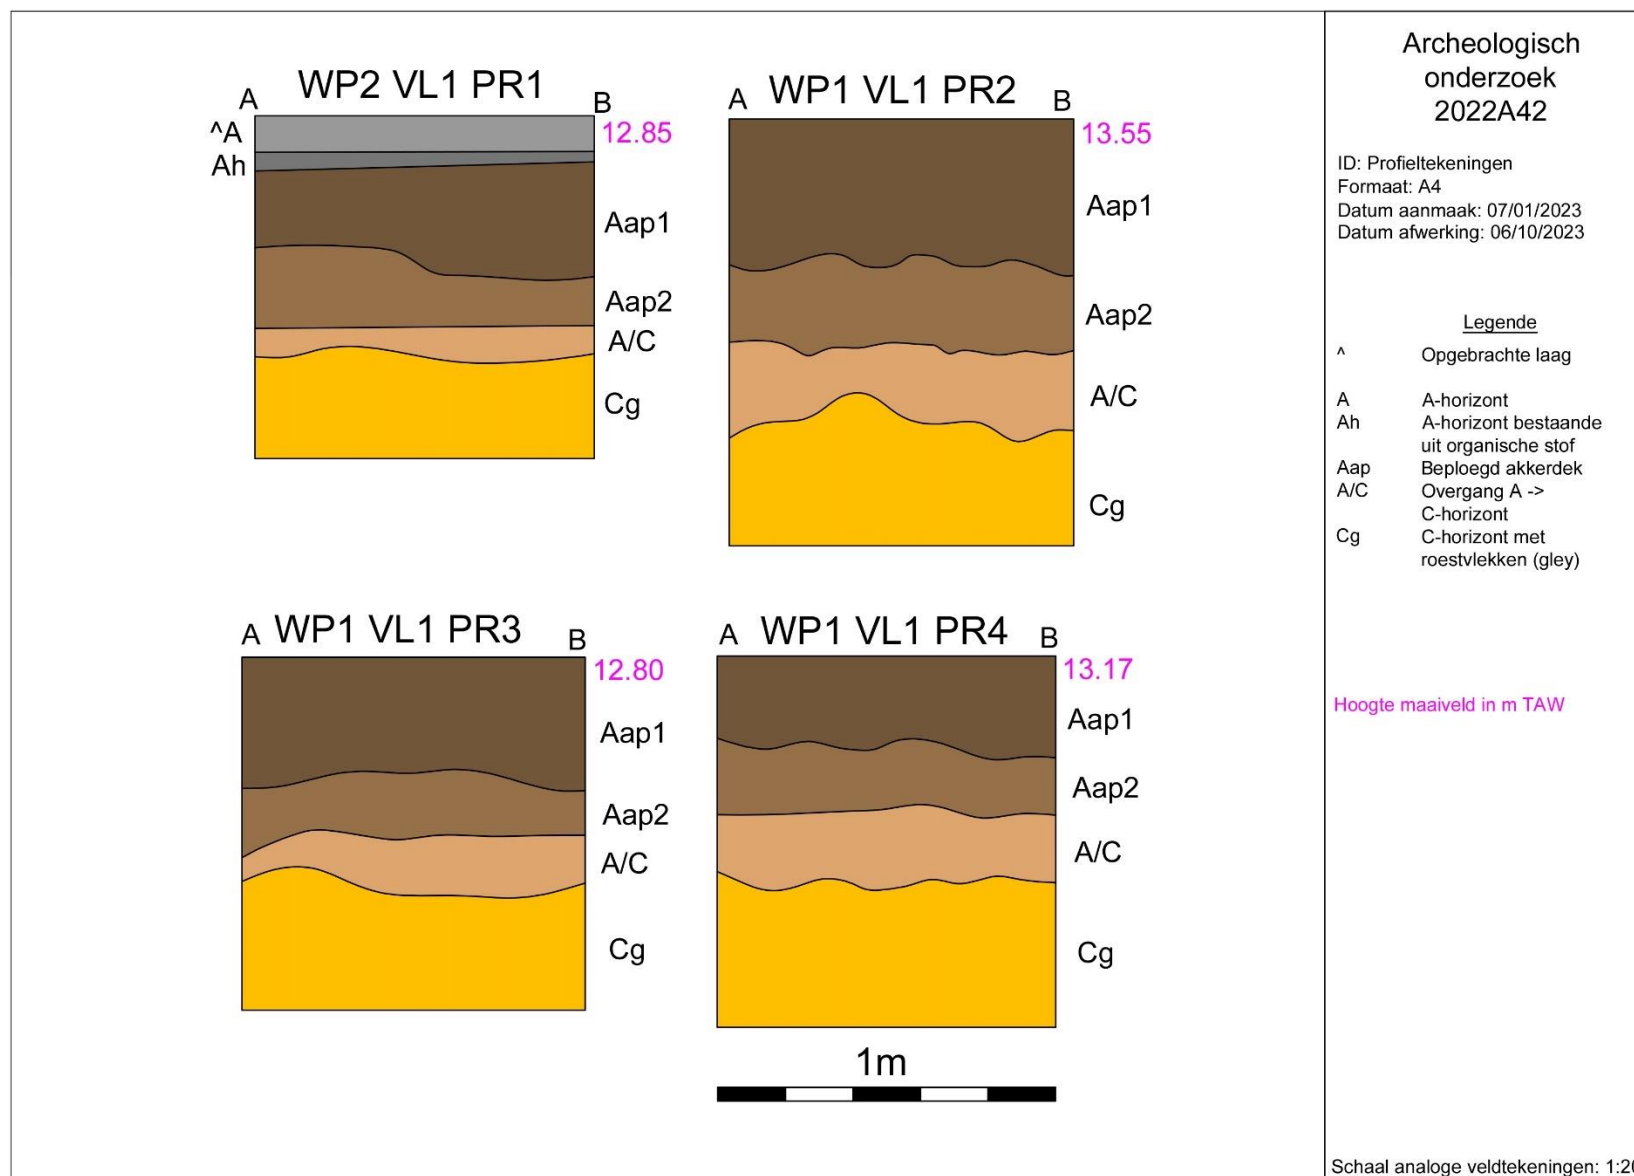 WP2 VL1 PR1
A
B
^A
12.85
Ah
Aap1
Aap2
A/C
Cg
WP1 VL1 PR2
A
B
13.55
Aap1
Aap2
A/C
Cg
WP1 VL1 PR3
A
B
12.80
Aap1
Aap2
A/C
Cg
WP1 VL1 PR4
A
B
13.17
Aap1
Aap2
A/C
Cg
1m
Archeologisch
onderzoek
2022A42
ID: Profieltekeningen
Formaat: A4
Datum aanmaak: 07/01/2023
Datum afwerking: 06/10/2023
Legende
^ Opgebrachte laag
A A-horizont
Ah A-horizont bestaande
uit organische stof
Aap Beploegd akkerdek
A/C Overgang A ->
C-horizont
Cg C-horizont met
roestvlekken (gley)
Hoogte maaiveld in m TAW
Schaal analoge veldtekeningen: